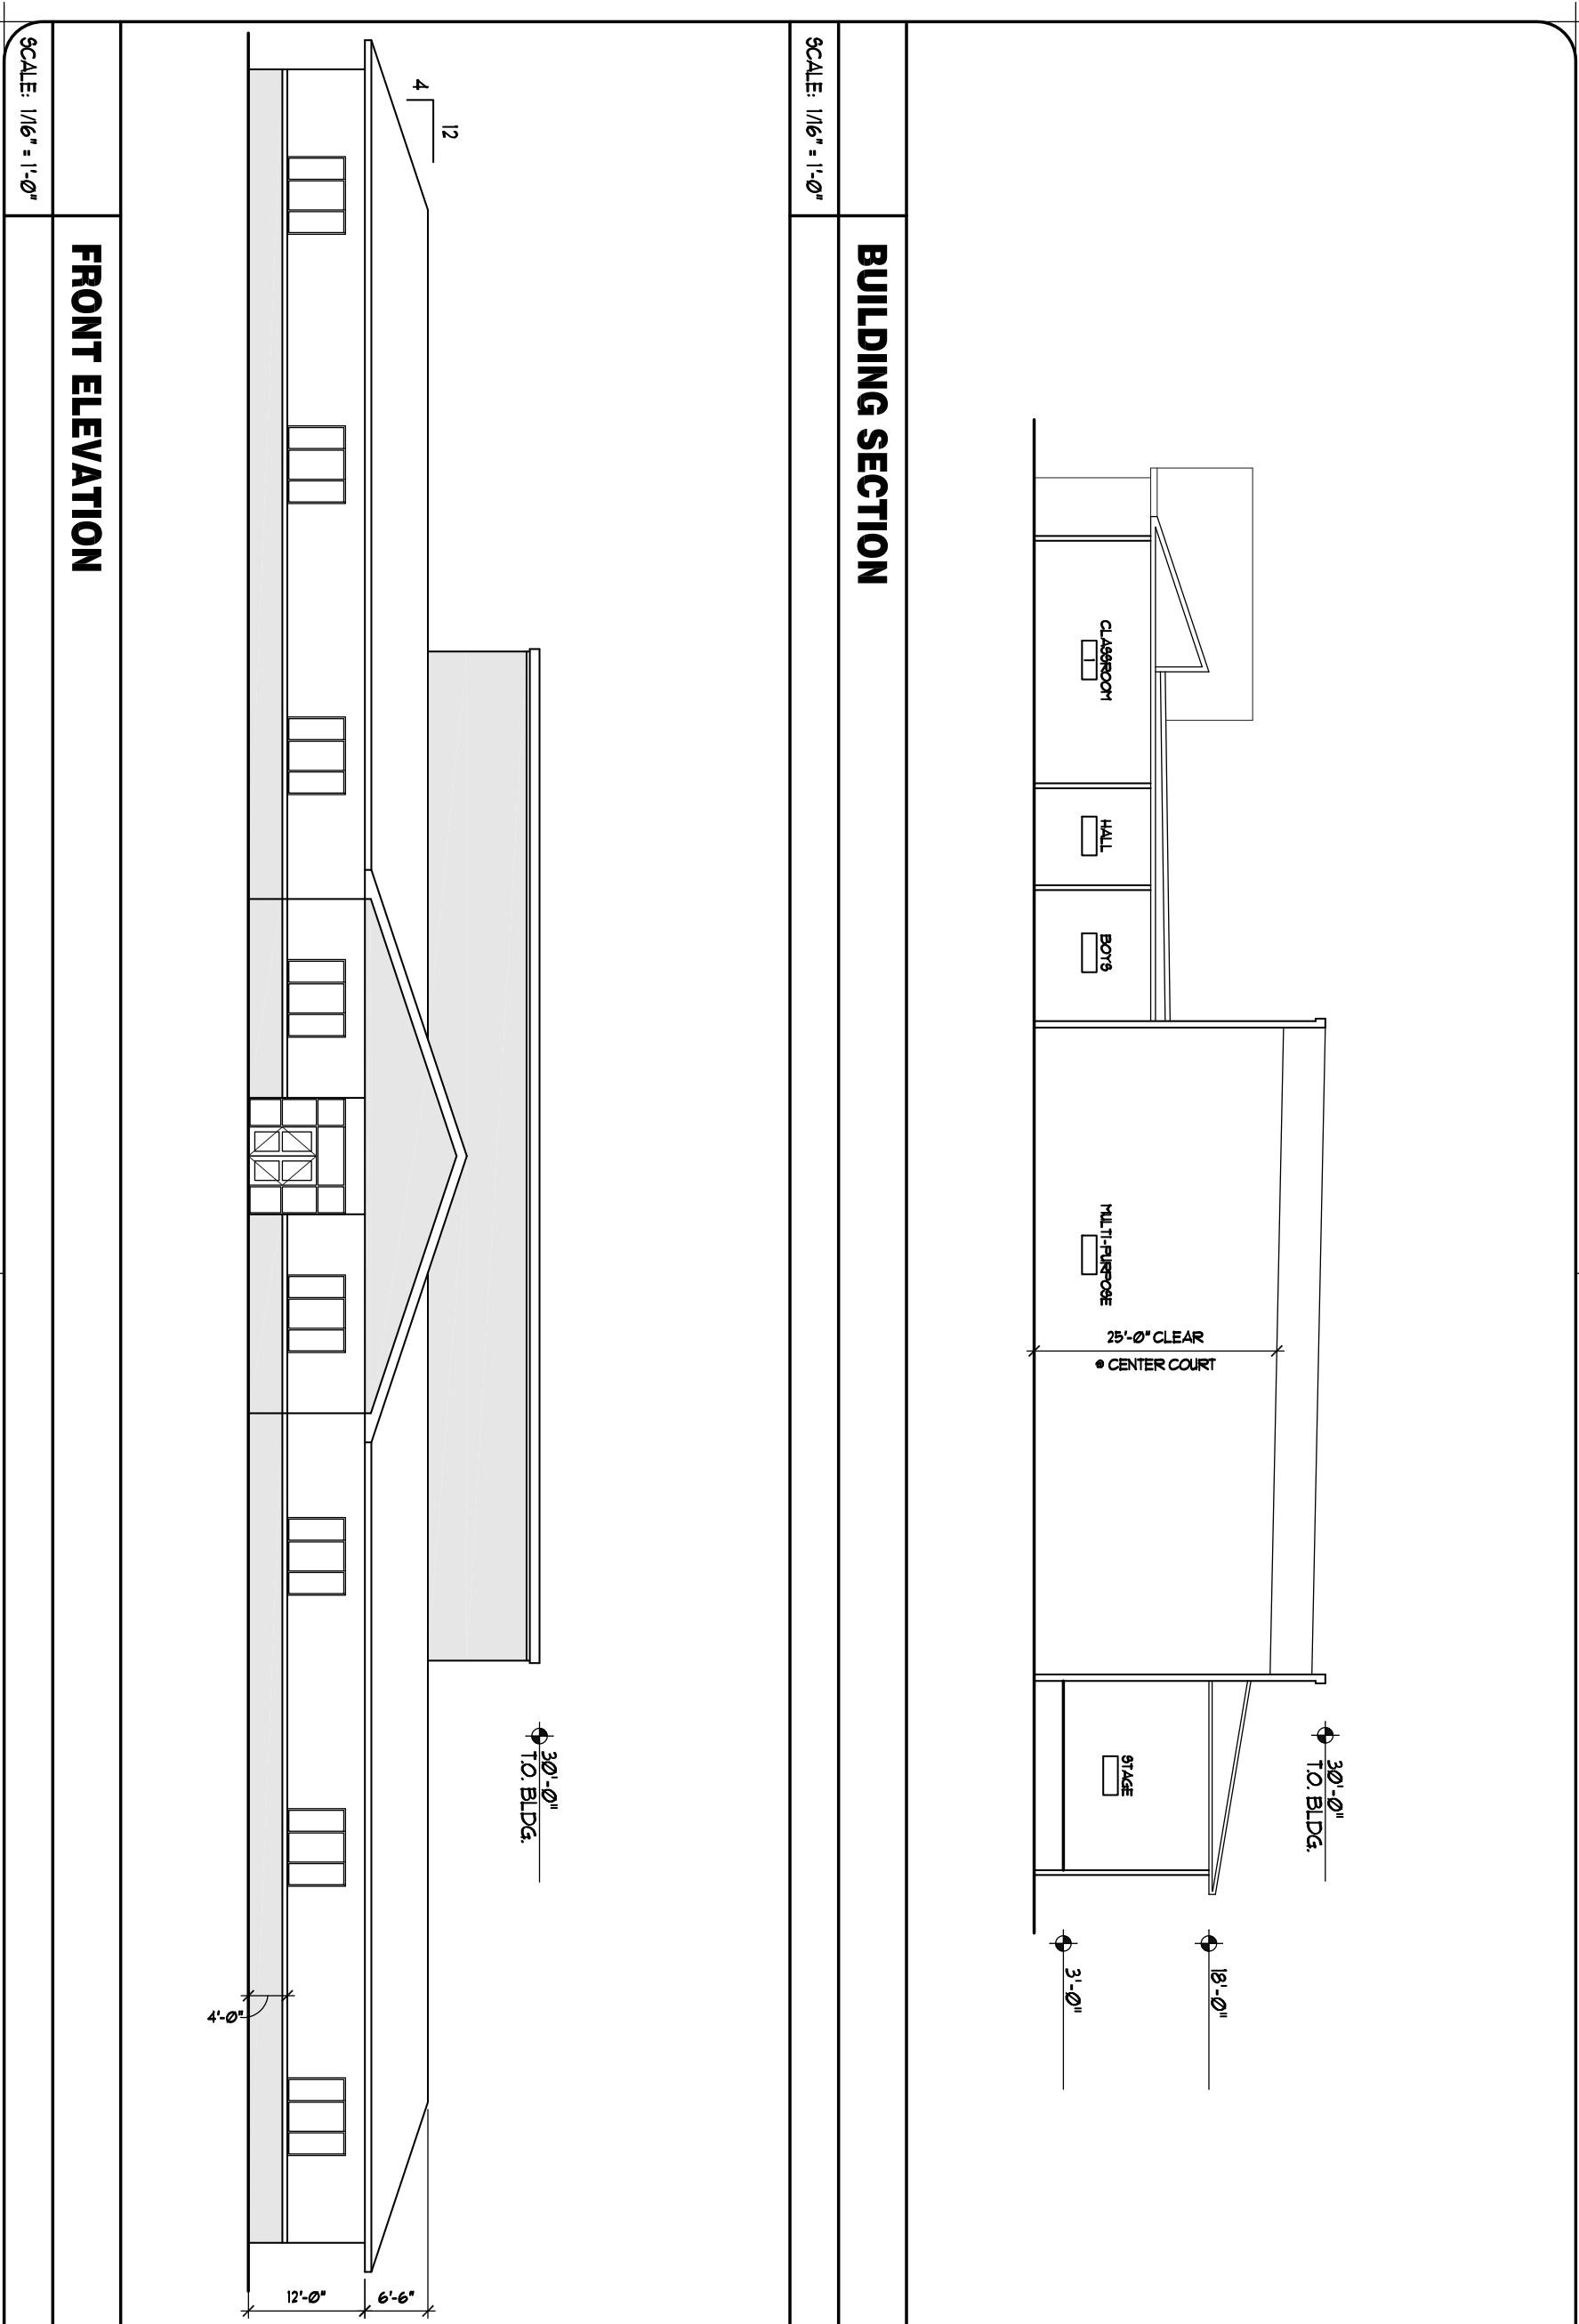 CLASSROOM
1
HALL
BOYS
MULTI-PURPOSE
25'-0" CLEAR
@ CENTER COURT
STAGE
30'-0"
T.O. BLDG.
18'-0"
3'-0"
BUILDING SECTION
SCALE: 1/16" = 1'-0"
4
12
30'-0"
T.O. BLDG.
4'-0"
12'-0"
6'-6"
FRONT ELEVATION
SCALE: 1/16" = 1'-0"